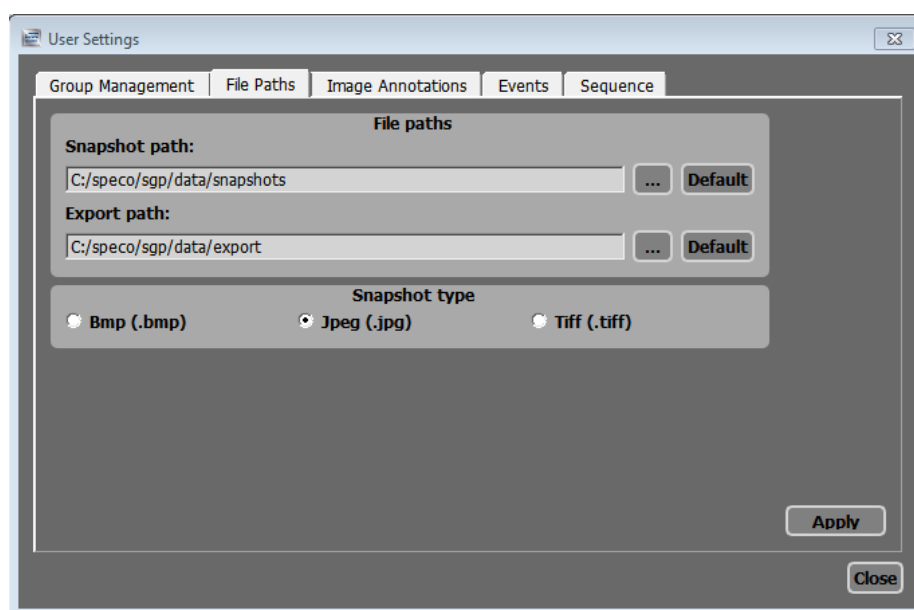 User Settings
Group Management File Paths Image Annotations Events Sequence
File paths
Snapshot path:
C:/speco/sgp/data/snapshots ... Default
Export path:
C:/speco/sgp/data/export ... Default
Snapshot type
Bmp (.bmp) Jpeg (.jpg) Tiff (.tiff)
Apply
Close